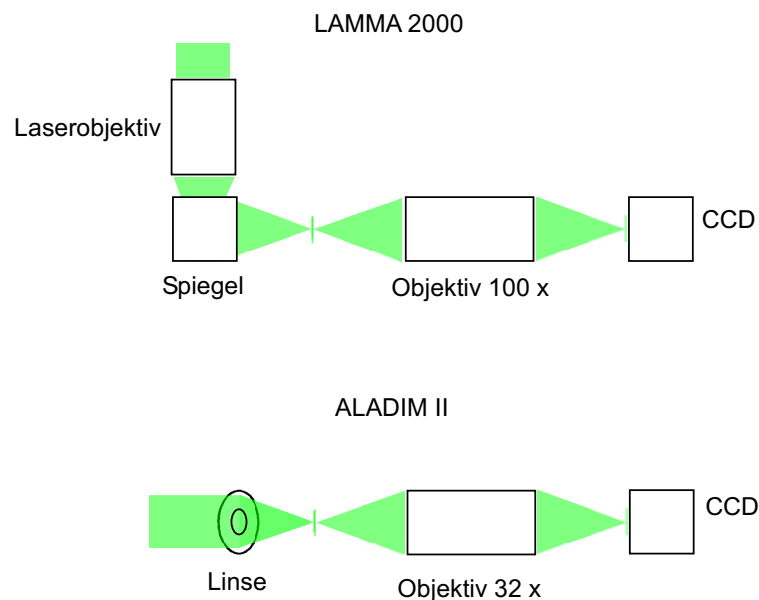 LAMMA 2000
Laserobjektiv
CCD
Spiegel
Objektiv 100 x
ALADIM II
CCD
Linse
Objektiv 32 x